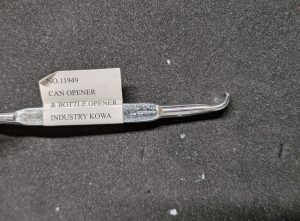 NO.11949
CAN OPENER
& BOTTLE OPENER
INDUSTRY KOWA